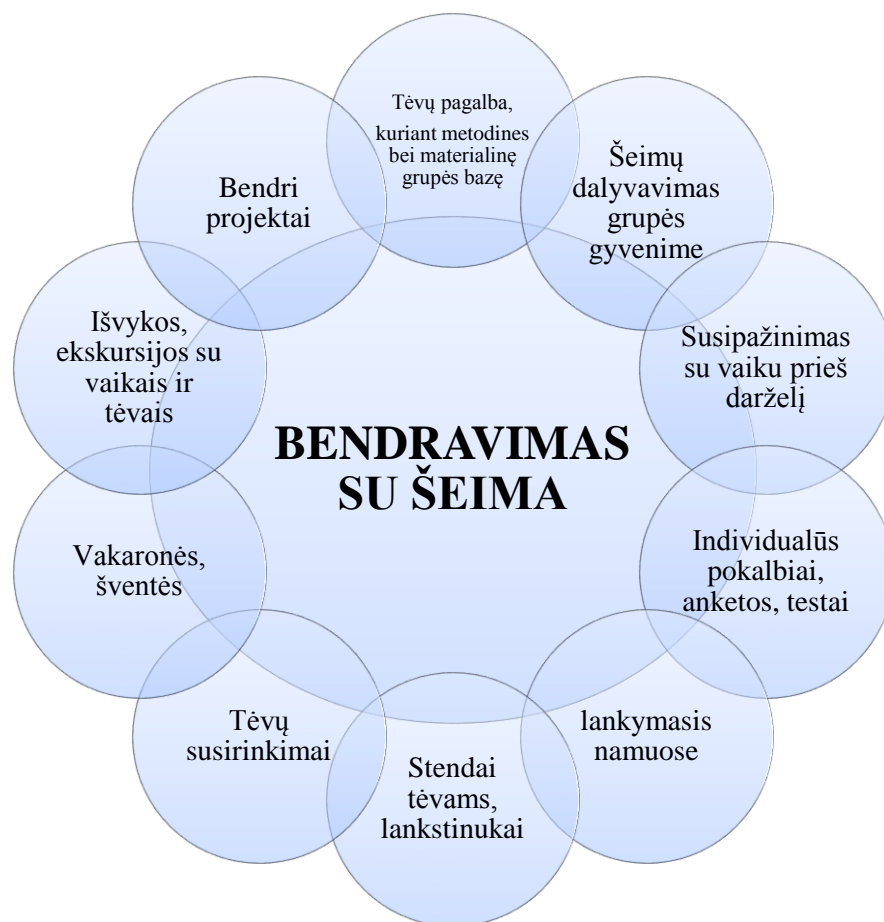 Tėvų pagalba,
kuriant metodines
bei materialinę
grupės bazę
Šeimų
dalyvavimas
grupės
gyvenime
Susipažinimas
su vaiku prieš
darželį
Individualūs
pokalbiai,
anketos, testai
lankymasis
namuose
Stendai
tėvams,
lankstinukai
Tėvų
susirinkimai
Vakaronės,
šventės
Išvykos,
ekskursijos su
vaikais ir
tėvais
Bendri
projektai
BENDRAVIMAS
SU ŠEIMA